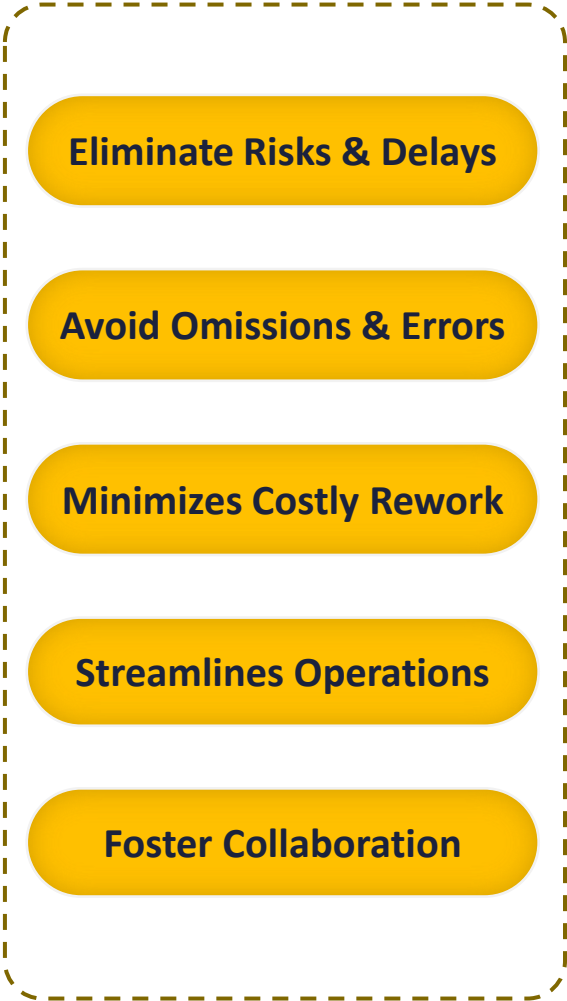 Eliminate Risks & Delays
Avoid Omissions & Errors
Minimizes Costly Rework
Streamlines Operations
Foster Collaboration